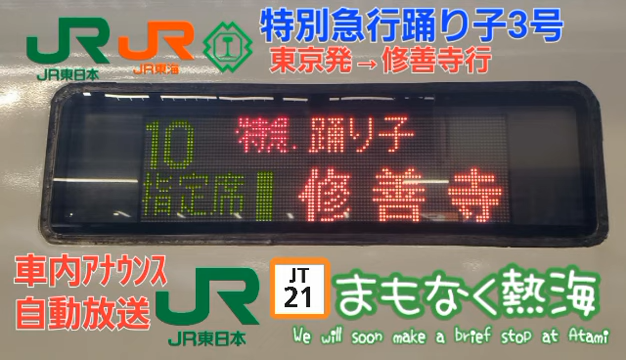 JR JR 特別急行踊り子3号
JR東日本 JR東海 東京発→修善寺行
10 特急 踊り子
指定席 修善寺
車内ｱﾅｳﾝｽ
自動放送
JR
JR東日本
JT
21
まもなく熱海
We will soon make a brief stop at Atami